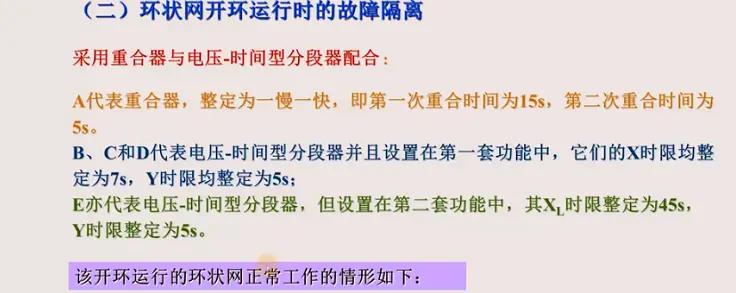 （二）环状网开环运行时的故障隔离
采用重合器与电压-时间型分段器配合：
A代表重合器，整定为一慢一快，即第一次重合时间为15s，第二次重合时间为
5s。
B、C和D代表电压-时间型分段器并且设置在第一套功能中，它们的X时限均整
定为7s，Y时限均整定为5s；
E亦代表电压-时间型分段器，但设置在第二套功能中，其XL时限整定为45s，
Y时限整定为5s。
该开环运行的环状网正常工作的情形如下：